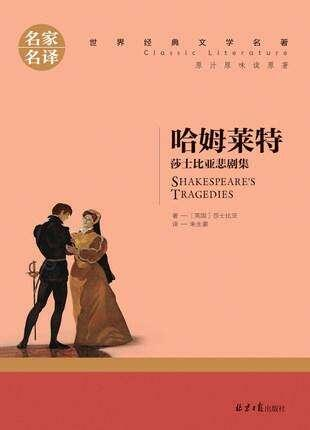 名家
名译
世界经典文学名著
Classic Literature
原汁原味读原著
哈姆莱特
莎士比亚悲剧集
SHAKESPEARE'S
TRAGEDIES
著 — [英国] 莎士比亚
译 — 朱生豪
北京日报出版社